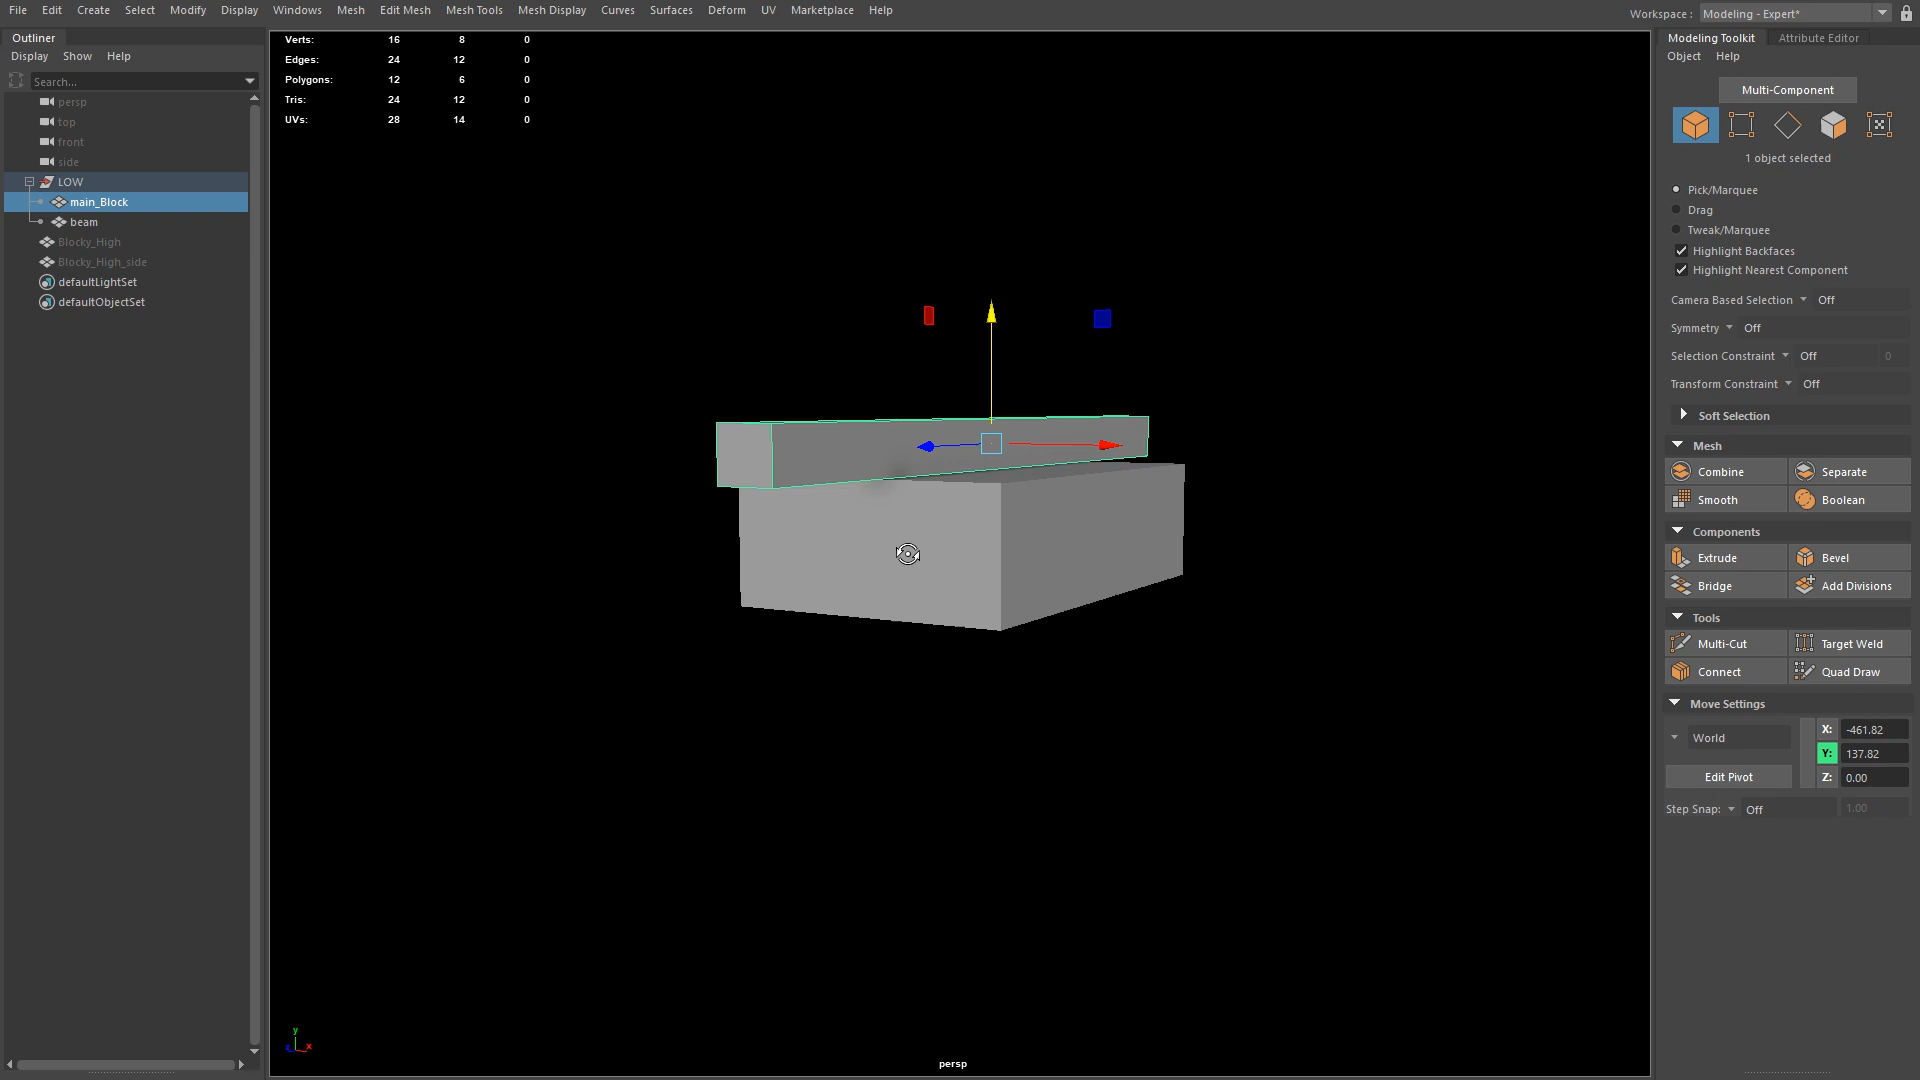 File Edit Create Select Modify Display Windows Mesh Edit Mesh Mesh Tools Mesh Display Curves Surfaces Deform UV Marketplace Help
Workspace : Modeling - Expert*
Outliner
Display Show Help
Search...
persp
top
front
side
LOW
main_Block
beam
Blocky_High
Blocky_High_side
defaultLightSet
defaultObjectSet
Verts: 16 8 0
Edges: 24 12 0
Polygons: 12 6 0
Tris: 24 12 0
UVs: 28 14 0
y
z x
persp
Modeling Toolkit Attribute Editor
Object Help
Multi-Component
1 object selected
Pick/Marquee
Drag
Tweak/Marquee
Highlight Backfaces
Highlight Nearest Component
Camera Based Selection Off
Symmetry Off
Selection Constraint Off 0
Transform Constraint Off
Soft Selection
Mesh
Combine Separate
Smooth Boolean
Components
Extrude Bevel
Bridge Add Divisions
Tools
Multi-Cut Target Weld
Connect Quad Draw
Move Settings
World
X: -461.82
Y: 137.82
Edit Pivot
Z: 0.00
Step Snap: Off 1.00